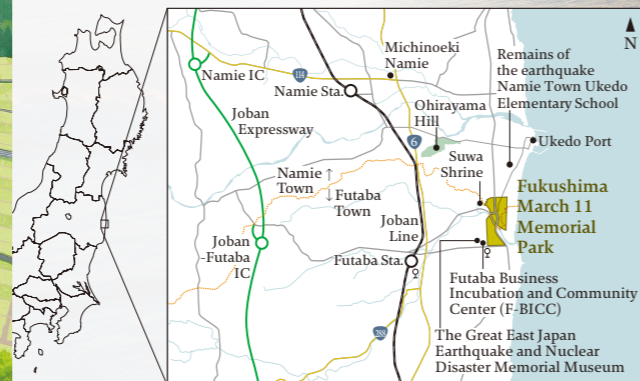 N
Michinoeki
Namie
Remains of
the earthquake
Namie Town Ukedo
Elementary School
Namie IC
114
Namie Sta.
Ohirayama
Hill
Joban
Expressway
6
Ukedo Port
Suwa
Shrine
Namie ↑
Town
↓ Futaba
Town
Fukushima
March 11
Memorial
Park
Joban
Line
Joban
-Futaba
IC
Futaba Sta.
Futaba Business
Incubation and Community
Center (F-BICC)
288
The Great East Japan
Earthquake and Nuclear
Disaster Memorial Museum